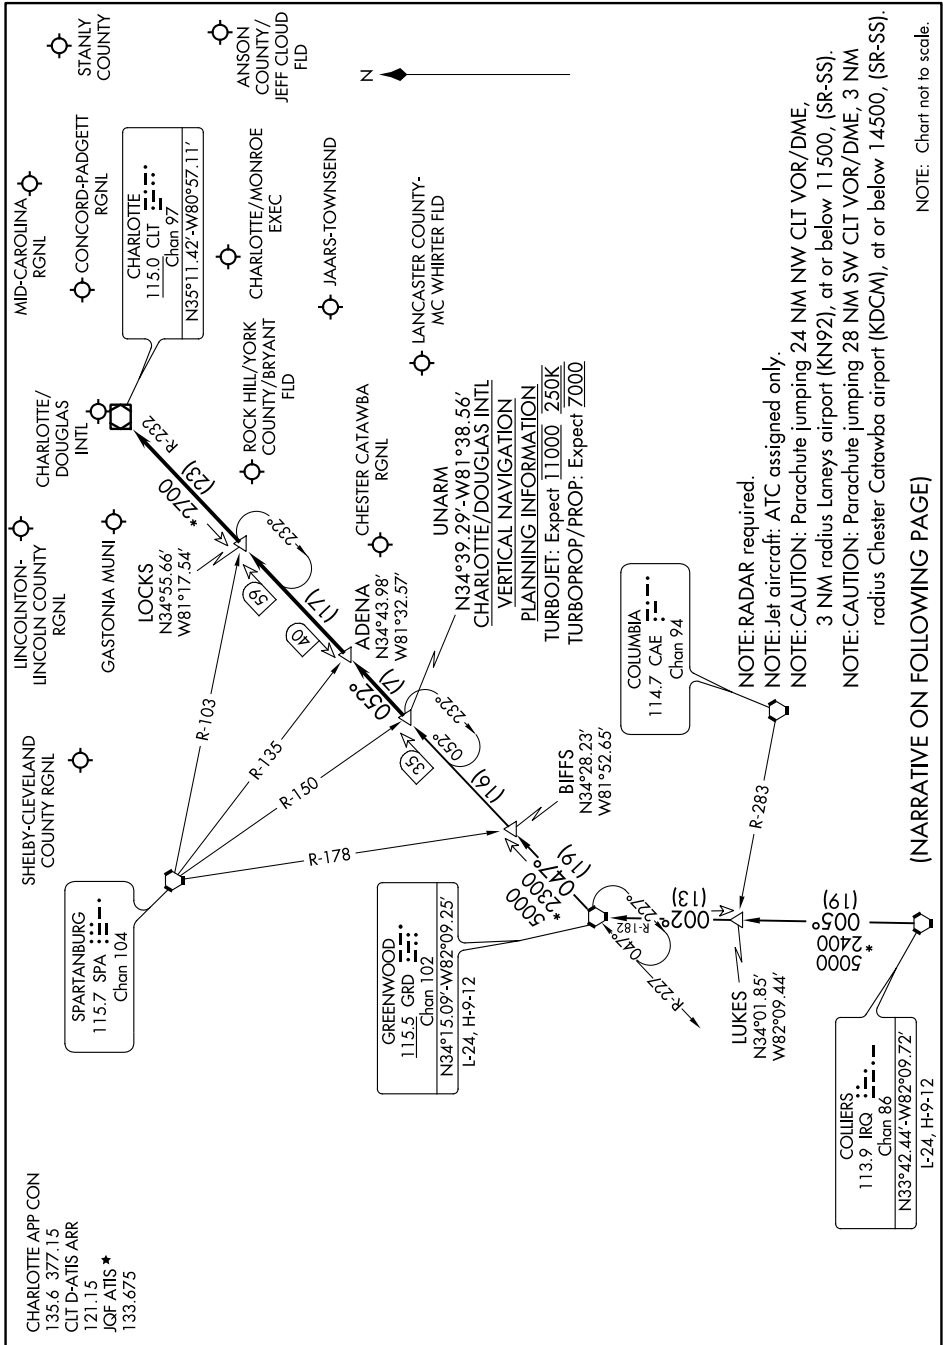 CHARLOTTE APP CON
135.6 377.15
CLT D-ATIS ARR
121.15
JQF ATIS ★
133.675
SHELBY-CLEVELAND
COUNTY RGNL
LINCOLNTON-
LINCOLN COUNTY
RGNL
GASTONIA MUNI
CHARLOTTE/
DOUGLAS
INTL
MID-CAROLINA
RGNL
CONCORD-PADGETT
RGNL
STANLY
COUNTY
ANSON
COUNTY/
JEFF CLOUD
FLD
CHARLOTTE
115.0 CLT
Chan 97
N35°11.42'-W80°57.11'
CHARLOTTE/MONROE
EXEC
JAARS-TOWNSEND
LANCASTER COUNTY-
MC WHIRTER FLD
ROCK HILL/YORK
COUNTY/BRYANT
FLD
CHESTER CATAWBA
RGNL
N
R-232
(23)
*2700
LOCKS
N34°55.66'
W81°17.54'
232°
59
(17)
40
ADENA
N34°43.98'
W81°32.57'
(7)
052°
UNARM
N34°39.29'-W81°38.56'
CHARLOTTE/DOUGLAS INTL
VERTICAL NAVIGATION
PLANNING INFORMATION
TURBOJET: Expect 11000 250K
TURBOPROP/PROP: Expect 7000
232°
052°
35
(16)
BIFFS
N34°28.23'
W81°52.65'
SPARTANBURG
115.7 SPA
Chan 104
R-103
R-135
R-150
R-178
5000
*2300
047°
(19)
GREENWOOD
115.5 GRD
Chan 102
N34°15.09'-W82°09.25'
L-24, H-9-12
227°
047°
R-227
R-182
002°
(13)
LUKES
N34°01.85'
W82°09.44'
COLUMBIA
114.7 CAE
Chan 94
R-283
5000
*2400
005°
(19)
COLLIERS
113.9 IRQ
Chan 86
N33°42.44'-W82°09.72'
L-24, H-9-12
NOTE: RADAR required.
NOTE: Jet aircraft: ATC assigned only.
NOTE: CAUTION: Parachute jumping 24 NM NW CLT VOR/DME,
3 NM radius Laneys airport (KN92), at or below 11500, (SR-SS).
NOTE: CAUTION: Parachute jumping 28 NM SW CLT VOR/DME, 3 NM
radius Chester Catawba airport (KDCM), at or below 14500, (SR-SS).
(NARRATIVE ON FOLLOWING PAGE)
NOTE: Chart not to scale.